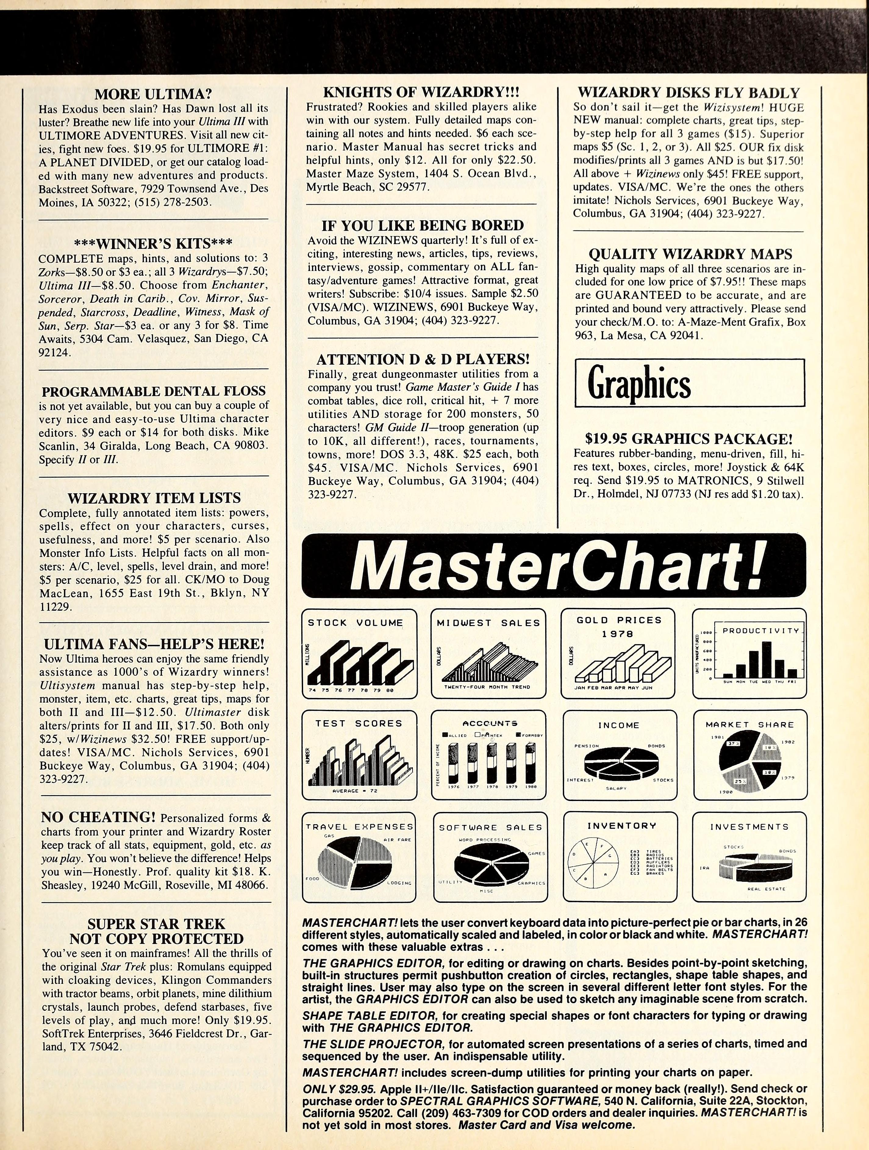 MORE ULTIMA?
Has Exodus been slain? Has Dawn lost all its
luster? Breathe new life into your Ultima III with
ULTIMORE ADVENTURES. Visit all new cit-
ies, fight new foes. $19.95 for ULTIMORE #1:
A PLANET DIVIDED, or get our catalog load-
ed with many new adventures and products.
Backstreet Software, 7929 Townsend Ave., Des
Moines, IA 50322; (515) 278-2503.
***WINNER'S KITS***
COMPLETE maps, hints, and solutions to: 3
Zorks—$8.50 or $3 ea.; all 3 Wizardrys—$7.50;
Ultima III—$8.50. Choose from Enchanter,
Sorceror, Death in Carib., Cov. Mirror, Sus-
pended, Starcross, Deadline, Witness, Mask of
Sun, Serp. Star—$3 ea. or any 3 for $8. Time
Awaits, 5304 Cam. Velasquez, San Diego, CA
92124.
PROGRAMMABLE DENTAL FLOSS
is not yet available, but you can buy a couple of
very nice and easy-to-use Ultima character
editors. $9 each or $14 for both disks. Mike
Scanlin, 34 Giralda, Long Beach, CA 90803.
Specify II or III.
WIZARDRY ITEM LISTS
Complete, fully annotated item lists: powers,
spells, effect on your characters, curses,
usefulness, and more! $5 per scenario. Also
Monster Info Lists. Helpful facts on all mon-
sters: A/C, level, spells, level drain, and more!
$5 per scenario, $25 for all. CK/MO to Doug
MacLean, 1655 East 19th St., Bklyn, NY
11229.
ULTIMA FANS—HELP'S HERE!
Now Ultima heroes can enjoy the same friendly
assistance as 1000's of Wizardry winners!
Ultisystem manual has step-by-step help,
monster, item, etc. charts, great tips, maps for
both II and III—$12.50. Ultimaster disk
alters/prints for II and III, $17.50. Both only
$25, w/Wizinews $32.50! FREE support/up-
dates! VISA/MC. Nichols Services, 6901
Buckeye Way, Columbus, GA 31904; (404)
323-9227.
NO CHEATING! Personalized forms &
charts from your printer and Wizardry Roster
keep track of all stats, equipment, gold, etc. as
you play. You won't believe the difference! Helps
you win—Honestly. Prof. quality kit $18. K.
Sheasley, 19240 McGill, Roseville, MI 48066.
SUPER STAR TREK
NOT COPY PROTECTED
You've seen it on mainframes! All the thrills of
the original Star Trek plus: Romulans equipped
with cloaking devices, Klingon Commanders
with tractor beams, orbit planets, mine dilithium
crystals, launch probes, defend starbases, five
levels of play, and much more! Only $19.95.
SoftTrek Enterprises, 3646 Fieldcrest Dr., Gar-
land, TX 75042.
KNIGHTS OF WIZARDRY!!!
Frustrated? Rookies and skilled players alike
win with our system. Fully detailed maps con-
taining all notes and hints needed. $6 each sce-
nario. Master Manual has secret tricks and
helpful hints, only $12. All for only $22.50.
Master Maze System, 1404 S. Ocean Blvd.,
Myrtle Beach, SC 29577.
IF YOU LIKE BEING BORED
Avoid the WIZINEWS quarterly! It's full of ex-
citing, interesting news, articles, tips, reviews,
interviews, gossip, commentary on ALL fan-
tasy/adventure games! Attractive format, great
writers! Subscribe: $10/4 issues. Sample $2.50
(VISA/MC). WIZINEWS, 6901 Buckeye Way,
Columbus, GA 31904; (404) 323-9227.
ATTENTION D & D PLAYERS!
Finally, great dungeonmaster utilities from a
company you trust! Game Master's Guide I has
combat tables, dice roll, critical hit, + 7 more
utilities AND storage for 200 monsters, 50
characters! GM Guide II—troop generation (up
to 10K, all different!), races, tournaments,
towns, more! DOS 3.3, 48K. $25 each, both
$45. VISA/MC. Nichols Services, 6901
Buckeye Way, Columbus, GA 31904; (404)
323-9227.
WIZARDRY DISKS FLY BADLY
So don't sail it—get the Wizisystem! HUGE
NEW manual: complete charts, great tips, step-
by-step help for all 3 games ($15). Superior
maps $5 (Sc. 1, 2, or 3). All $25. OUR fix disk
modifies/prints all 3 games AND is but $17.50!
All above + Wizinews only $45! FREE support,
updates. VISA/MC. We're the ones the others
imitate! Nichols Services, 6901 Buckeye Way,
Columbus, GA 31904; (404) 323-9227.
QUALITY WIZARDRY MAPS
High quality maps of all three scenarios are in-
cluded for one low price of $7.95!! These maps
are GUARANTEED to be accurate, and are
printed and bound very attractively. Please send
your check/M.O. to: A-Maze-Ment Grafix, Box
963, La Mesa, CA 92041.
Graphics
$19.95 GRAPHICS PACKAGE!
Features rubber-banding, menu-driven, fill, hi-
res text, boxes, circles, more! Joystick & 64K
req. Send $19.95 to MATRONICS, 9 Stilwell
Dr., Holmdel, NJ 07733 (NJ res add $1.20 tax).
MasterChart!
STOCK VOLUME
MILLIONS
74 75 76 77 78 79 80
MIDWEST SALES
DOLLARS
TWENTY-FOUR MONTH TREND
GOLD PRICES
1978
DOLLARS
JAN FEB MAR APR MAY JUN
PRODUCTIVITY
UNITS MANUFACTURED
1000
800
600
400
200
0
SUN MON TUE WED THU FRI
TEST SCORES
NUMBER
AVERAGE = 72
ACCOUNTS
ALLIED FORMSBY
PERCENT OF INCOME
1976 1977 1978 1979 1980
INCOME
PENSION BONDS
INTEREST STOCKS
SALARY
MARKET SHARE
1981 1982
1980 1979
TRAVEL EXPENSES
GAS AIR FARE
FOOD LODGING
SOFTWARE SALES
WORD PROCESSING
GAMES
UTILITY GRAPHICS
MISC
INVENTORY
[A] TIRES
[B] RADIOS
[C] BATTERIES
[D] MUFFLERS
[E] RADIATORS
[F] FAN BELTS
[G] BRAKES
INVESTMENTS
STOCKS BONDS
IRA
REAL ESTATE
MASTERCHART! lets the user convert keyboard data into picture-perfect pie or bar charts, in 26
different styles, automatically scaled and labeled, in color or black and white. MASTERCHART!
comes with these valuable extras . . .
THE GRAPHICS EDITOR, for editing or drawing on charts. Besides point-by-point sketching,
built-in structures permit pushbutton creation of circles, rectangles, shape table shapes, and
straight lines. User may also type on the screen in several different letter font styles. For the
artist, the GRAPHICS EDITOR can also be used to sketch any imaginable scene from scratch.
SHAPE TABLE EDITOR, for creating special shapes or font characters for typing or drawing
with THE GRAPHICS EDITOR.
THE SLIDE PROJECTOR, for automated screen presentations of a series of charts, timed and
sequenced by the user. An indispensable utility.
MASTERCHART! includes screen-dump utilities for printing your charts on paper.
ONLY $29.95. Apple II+/IIe/IIc. Satisfaction guaranteed or money back (really!). Send check or
purchase order to SPECTRAL GRAPHICS SOFTWARE, 540 N. California, Suite 22A, Stockton,
California 95202. Call (209) 463-7309 for COD orders and dealer inquiries. MASTERCHART! is
not yet sold in most stores. Master Card and Visa welcome.